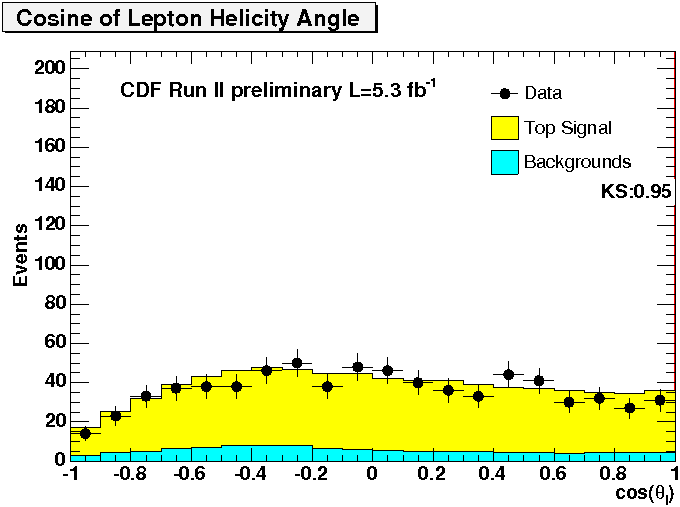 Cosine of Lepton Helicity Angle
CDF Run II preliminary L=5.3 fb⁻¹
Data
Top Signal
Backgrounds
KS:0.95
Events
200
180
160
140
120
100
80
60
40
20
0
-1 -0.8 -0.6 -0.4 -0.2 0 0.2 0.4 0.6 0.8 1
cos(θₗ)